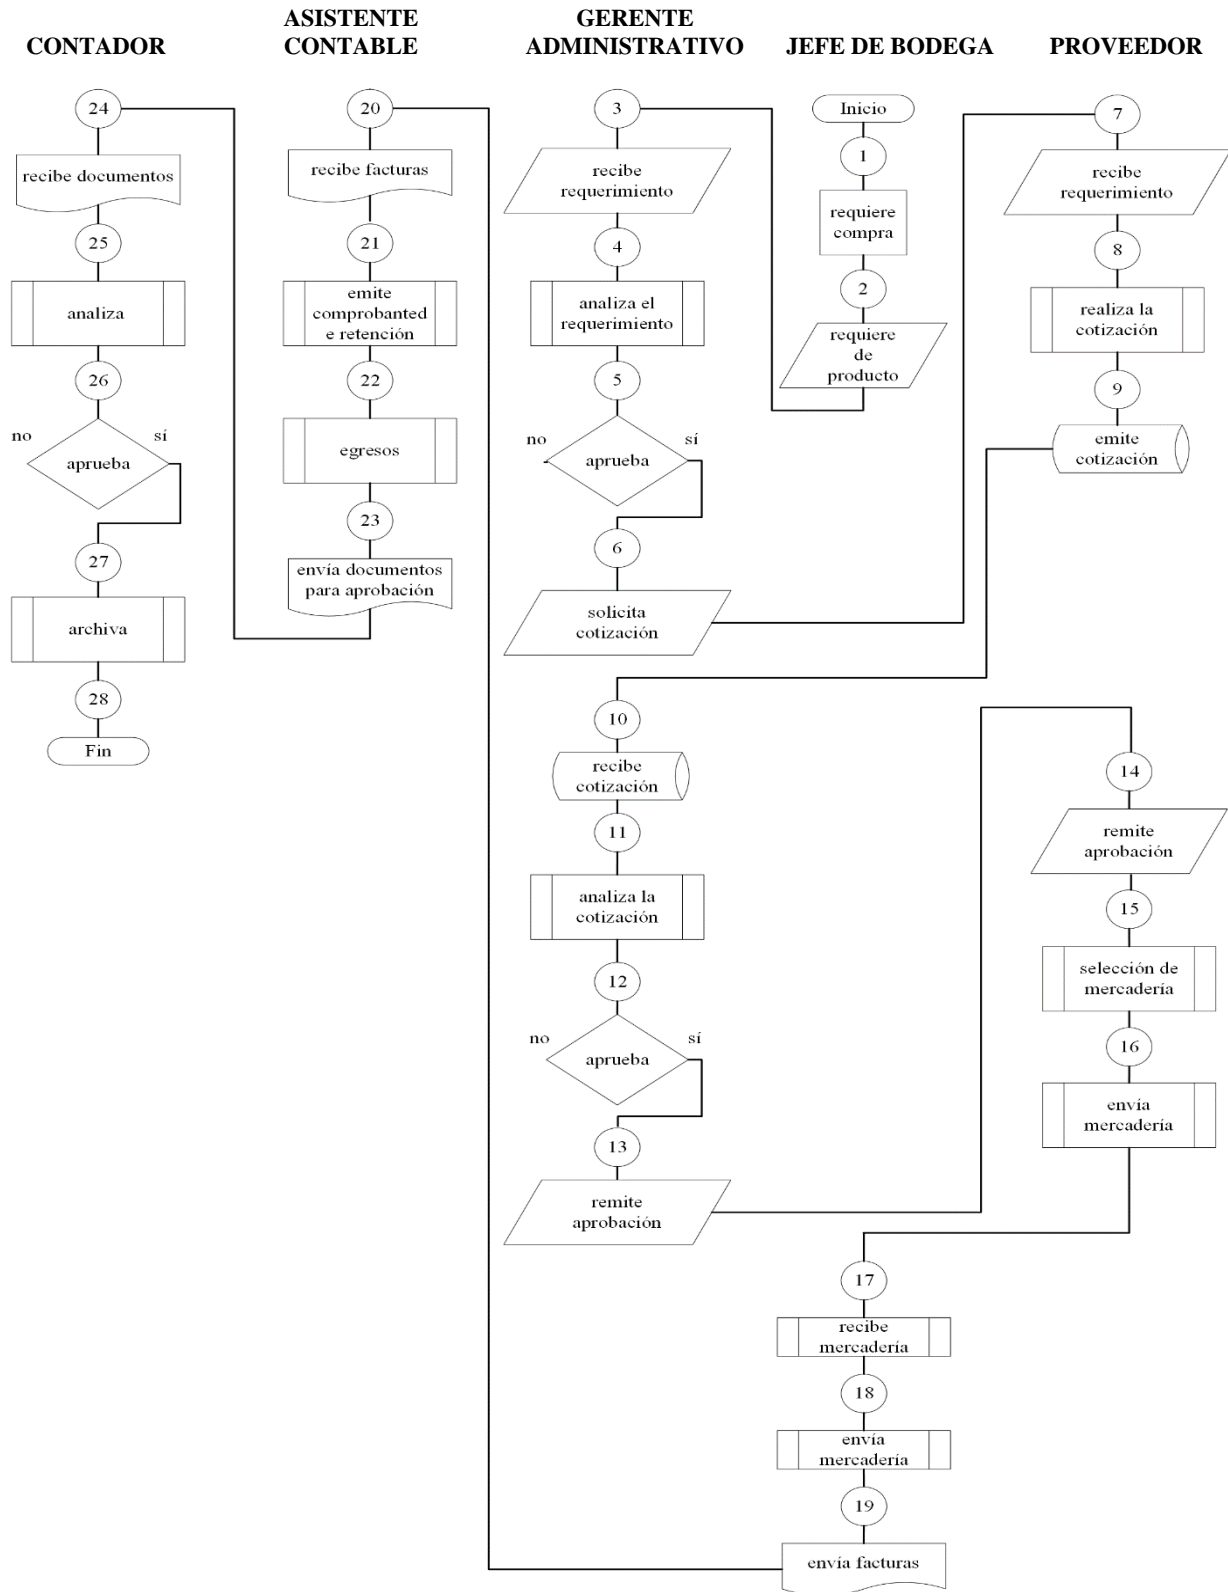 CONTADOR
ASISTENTE
CONTABLE
GERENTE
ADMINISTRATIVO
JEFE DE BODEGA
PROVEEDOR
24
recibe documentos
25
analiza
26
no
sí
aprueba
27
archiva
28
Fin
20
recibe facturas
21
emite
comprobanted
e retención
22
egresos
23
envía documentos
para aprobación
3
recibe
requerimiento
4
analiza el
requerimiento
5
no
sí
aprueba
6
solicita
cotización
10
recibe
cotización
11
analiza la
cotización
12
no
sí
aprueba
13
remite
aprobación
Inicio
1
requiere
compra
2
requiere
de
producto
17
recibe
mercadería
18
envía
mercadería
19
envía facturas
7
recibe
requerimiento
8
realiza la
cotización
9
emite
cotización
14
remite
aprobación
15
selección de
mercadería
16
envía
mercadería